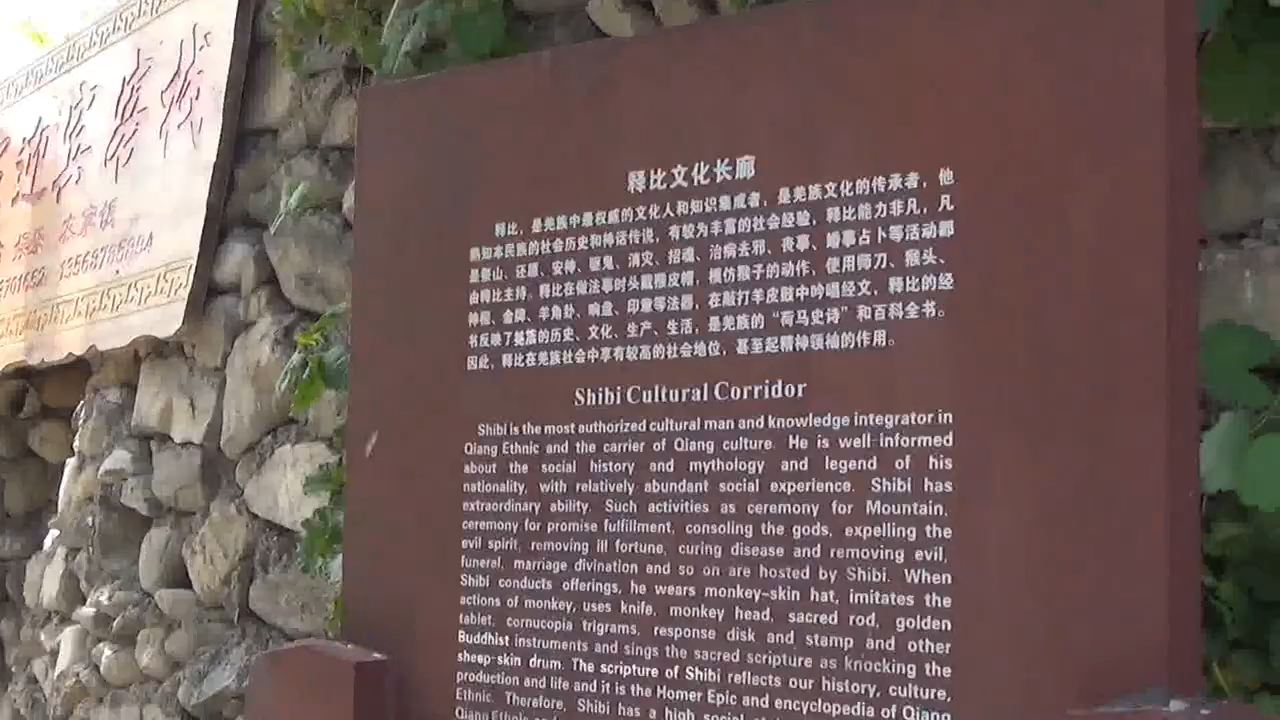 迎宾客栈
农家饭
13568785894
释比文化长廊
释比，是羌族中最权威的文化人和知识集成者，是羌族文化的传承者，他
熟知本民族的社会历史和神话传说，有较为丰富的社会经验，释比能力非凡，凡
是祭山、还愿、安神、驱鬼、消灾、招魂、治病去邪、丧事、婚事占卜等活动都
由释比主持。释比在做法事时头戴猴皮帽，模仿猴子的动作，使用师刀、猴头、
神棍、金牌、羊角卦、响盘、印章等法器，在敲打羊皮鼓中吟唱经文，释比的经
书反映了羌族的历史、文化、生产、生活，是羌族的“荷马史诗”和百科全书。
因此，释比在羌族社会中享有较高的社会地位，甚至起精神领袖的作用。
Shibi Cultural Corridor
Shibi is the most authorized cultural man and knowledge integrator in
Qiang Ethnic and the carrier of Qiang culture. He is well-informed
about the social history and mythology and legend of his
nationality, with relatively abundant social experience. Shibi has
extraordinary ability. Such activities as ceremony for Mountain,
ceremony for promise fulfillment, consoling the gods, expelling the
evil spirit, removing ill fortune, curing disease and removing evil,
funeral, marriage divination and so on are hosted by Shibi. When
Shibi conducts offerings, he wears monkey-skin hat, imitates the
actions of monkey, uses knife, monkey head, sacred rod, golden
tablet, cornucopia trigrams, response disk and stamp and other
Buddhist instruments and sings the sacred scripture as knocking the
sheep-skin drum. The scripture of Shibi reflects our history, culture,
production and life and it is the Homer Epic and encyclopedia of Qiang
Ethnic. Therefore, Shibi has a high social
Qiang Ethnic